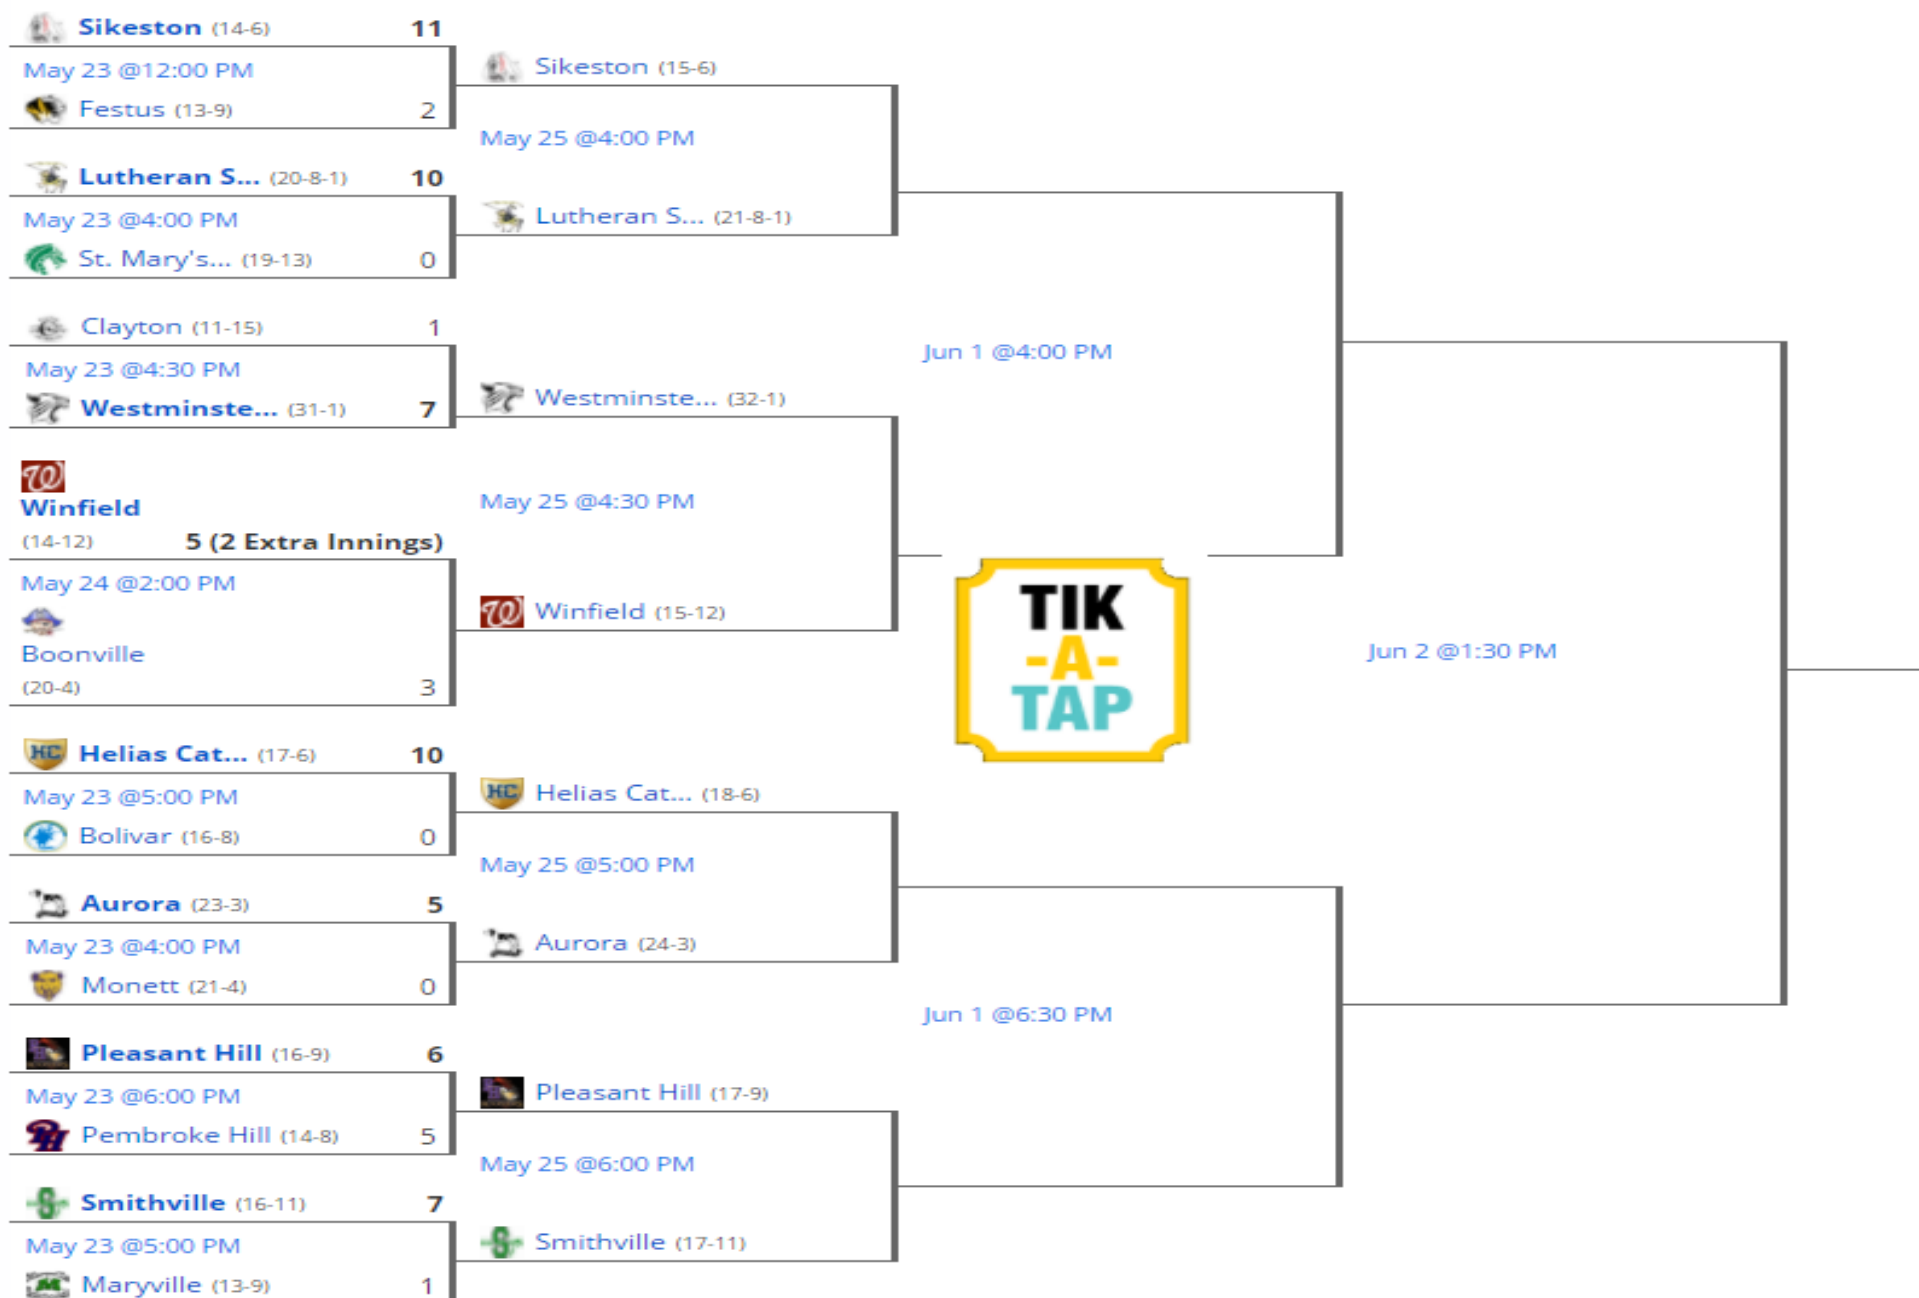 Sikeston (14-6) 11
May 23 @12:00 PM
Festus (13-9) 2
Lutheran S... (20-8-1) 10
May 23 @4:00 PM
St. Mary's... (19-13) 0
Clayton (11-15) 1
May 23 @4:30 PM
Westminste... (31-1) 7
W
Winfield
(14-12) 5 (2 Extra Innings)
May 24 @2:00 PM
Boonville
(20-4) 3
HC Helias Cat... (17-6) 10
May 23 @5:00 PM
Bolivar (16-8) 0
Aurora (23-3) 5
May 23 @4:00 PM
Monett (21-4) 0
Pleasant Hill (16-9) 6
May 23 @6:00 PM
PH Pembroke Hill (14-8) 5
S Smithville (16-11) 7
May 23 @5:00 PM
M Maryville (13-9) 1
Sikeston (15-6)
May 25 @4:00 PM
Lutheran S... (21-8-1)
Westminste... (32-1)
May 25 @4:30 PM
W Winfield (15-12)
HC Helias Cat... (18-6)
May 25 @5:00 PM
Aurora (24-3)
Pleasant Hill (17-9)
May 25 @6:00 PM
S Smithville (17-11)
Jun 1 @4:00 PM
TIK
-A-
TAP
Jun 1 @6:30 PM
Jun 2 @1:30 PM